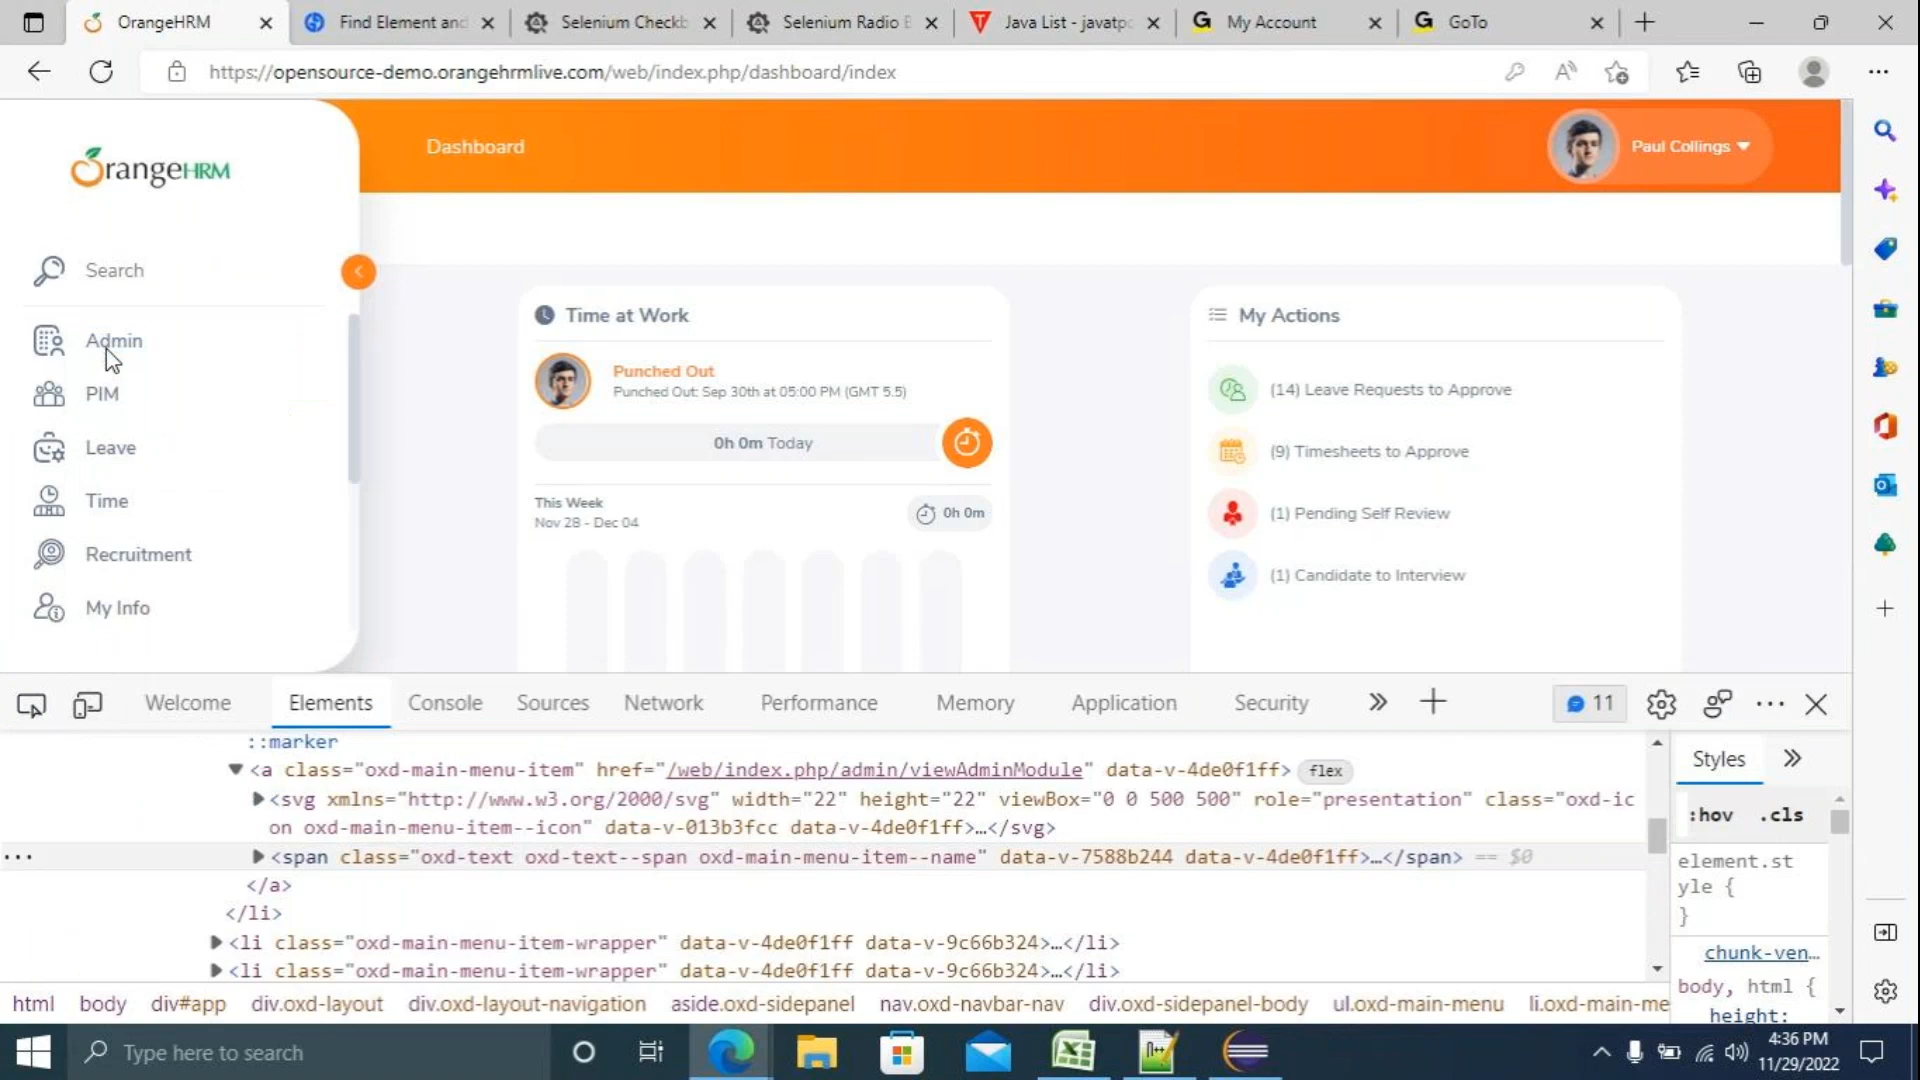 OrangeHRM
Find Element and
Selenium Checkb
Selenium Radio B
Java List - javatpo
My Account
GoTo
https://opensource-demo.orangehrmlive.com/web/index.php/dashboard/index
OrangeHRM
Dashboard
Paul Collings
Search
Admin
PIM
Leave
Time
Recruitment
My Info
Time at Work
Punched Out
Punched Out: Sep 30th at 05:00 PM (GMT 5.5)
0h 0m Today
This Week
Nov 28 - Dec 04
0h 0m
My Actions
(14) Leave Requests to Approve
(9) Timesheets to Approve
(1) Pending Self Review
(1) Candidate to Interview
Welcome Elements Console Sources Network Performance Memory Application Security 11
::marker
<a class="oxd-main-menu-item" href="/web/index.php/admin/viewAdminModule" data-v-4de0f1ff> flex
<svg xmlns="http://www.w3.org/2000/svg" width="22" height="22" viewBox="0 0 500 500" role="presentation" class="oxd-ic
on oxd-main-menu-item--icon" data-v-013b3fcc data-v-4de0f1ff>…</svg>
<span class="oxd-text oxd-text--span oxd-main-menu-item--name" data-v-7588b244 data-v-4de0f1ff>…</span> == $0
</a>
</li>
<li class="oxd-main-menu-item-wrapper" data-v-4de0f1ff data-v-9c66b324>…</li>
<li class="oxd-main-menu-item-wrapper" data-v-4de0f1ff data-v-9c66b324>…</li>
html body div#app div.oxd-layout div.oxd-layout-navigation aside.oxd-sidepanel nav.oxd-navbar-nav div.oxd-sidepanel-body ul.oxd-main-menu li.oxd-main-me
Styles
:hov .cls
element.st
yle {
}
chunk-ven…
body, html {
height:
Type here to search
4:36 PM
11/29/2022